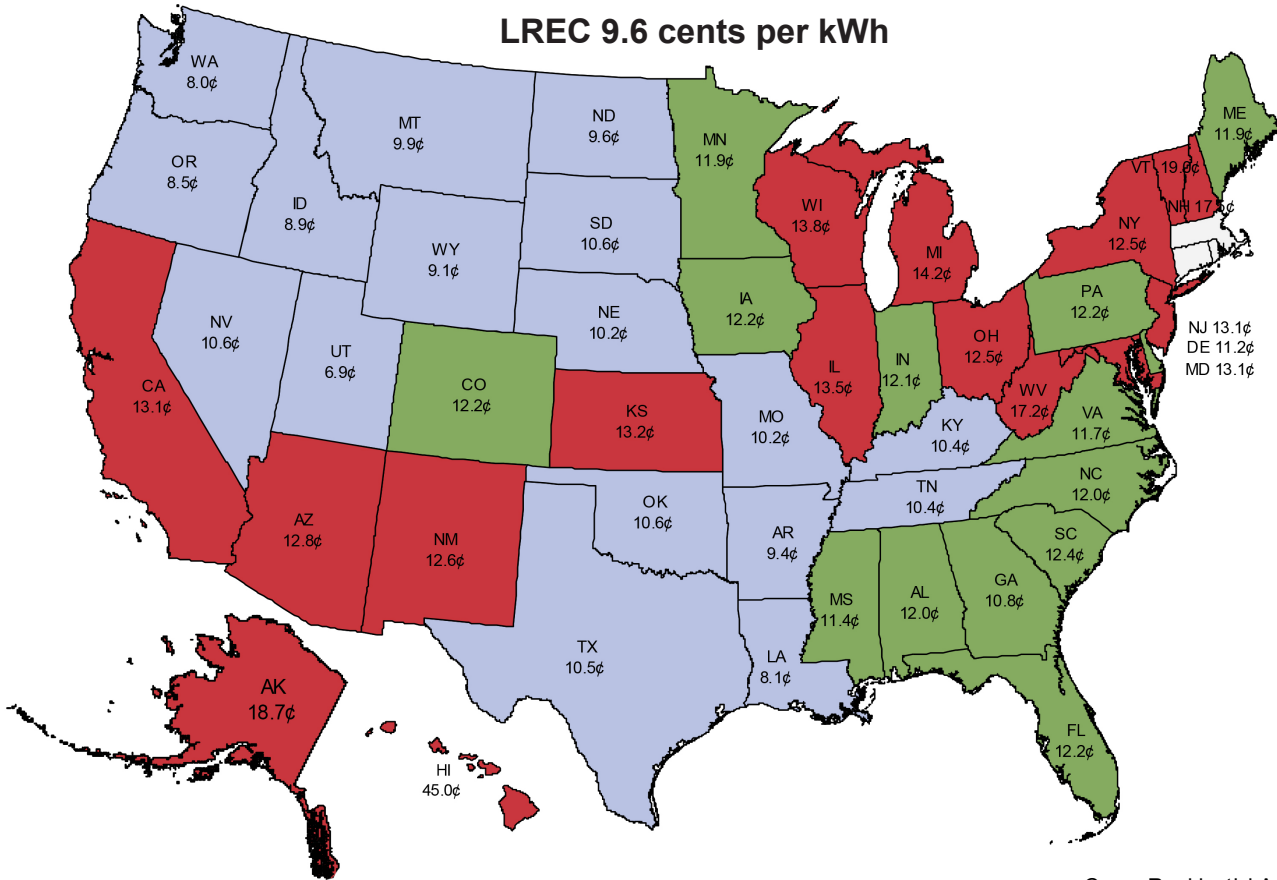 LREC 9.6 cents per kWh
WA
8.0¢
OR
8.5¢
ID
8.9¢
MT
9.9¢
ND
9.6¢
MN
11.9¢
SD
10.6¢
WY
9.1¢
NE
10.2¢
IA
12.2¢
WI
13.8¢
MI
14.2¢
NY
12.5¢
VT 19.0¢
NH 17.5¢
ME
11.9¢
PA
12.2¢
NJ 13.1¢
DE 11.2¢
MD 13.1¢
NV
10.6¢
UT
6.9¢
CA
13.1¢
CO
12.2¢
KS
13.2¢
MO
10.2¢
IL
13.5¢
IN
12.1¢
OH
12.5¢
WV
17.2¢
KY
10.4¢
VA
11.7¢
TN
10.4¢
NC
12.0¢
SC
12.4¢
AZ
12.8¢
NM
12.6¢
OK
10.6¢
AR
9.4¢
MS
11.4¢
AL
12.0¢
GA
10.8¢
TX
10.5¢
LA
8.1¢
FL
12.2¢
AK
18.7¢
HI
45.0¢